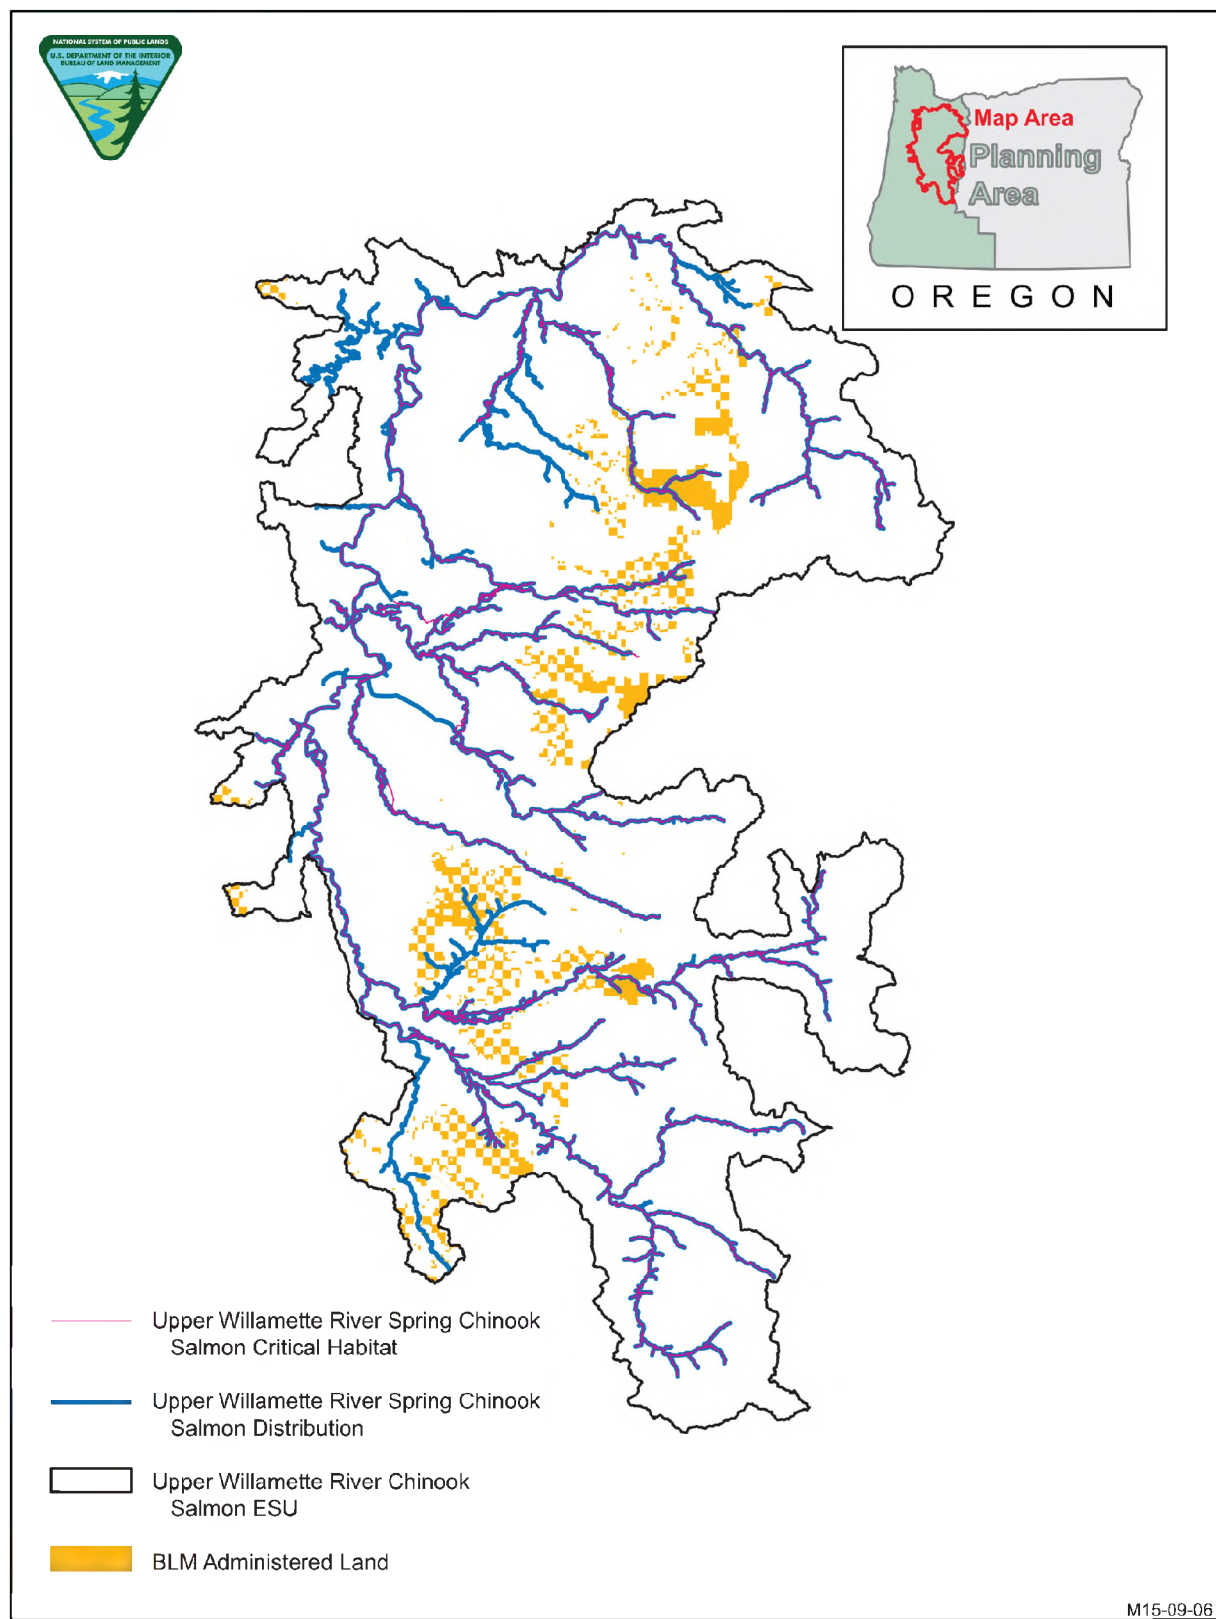 NATIONAL SYSTEM OF PUBLIC LANDS
U.S. DEPARTMENT OF THE INTERIOR
BUREAU OF LAND MANAGEMENT
Map Area
Planning
Area
OREGON
Upper Willamette River Spring Chinook
Salmon Critical Habitat
Upper Willamette River Spring Chinook
Salmon Distribution
Upper Willamette River Chinook
Salmon ESU
BLM Administered Land
M15-09-06